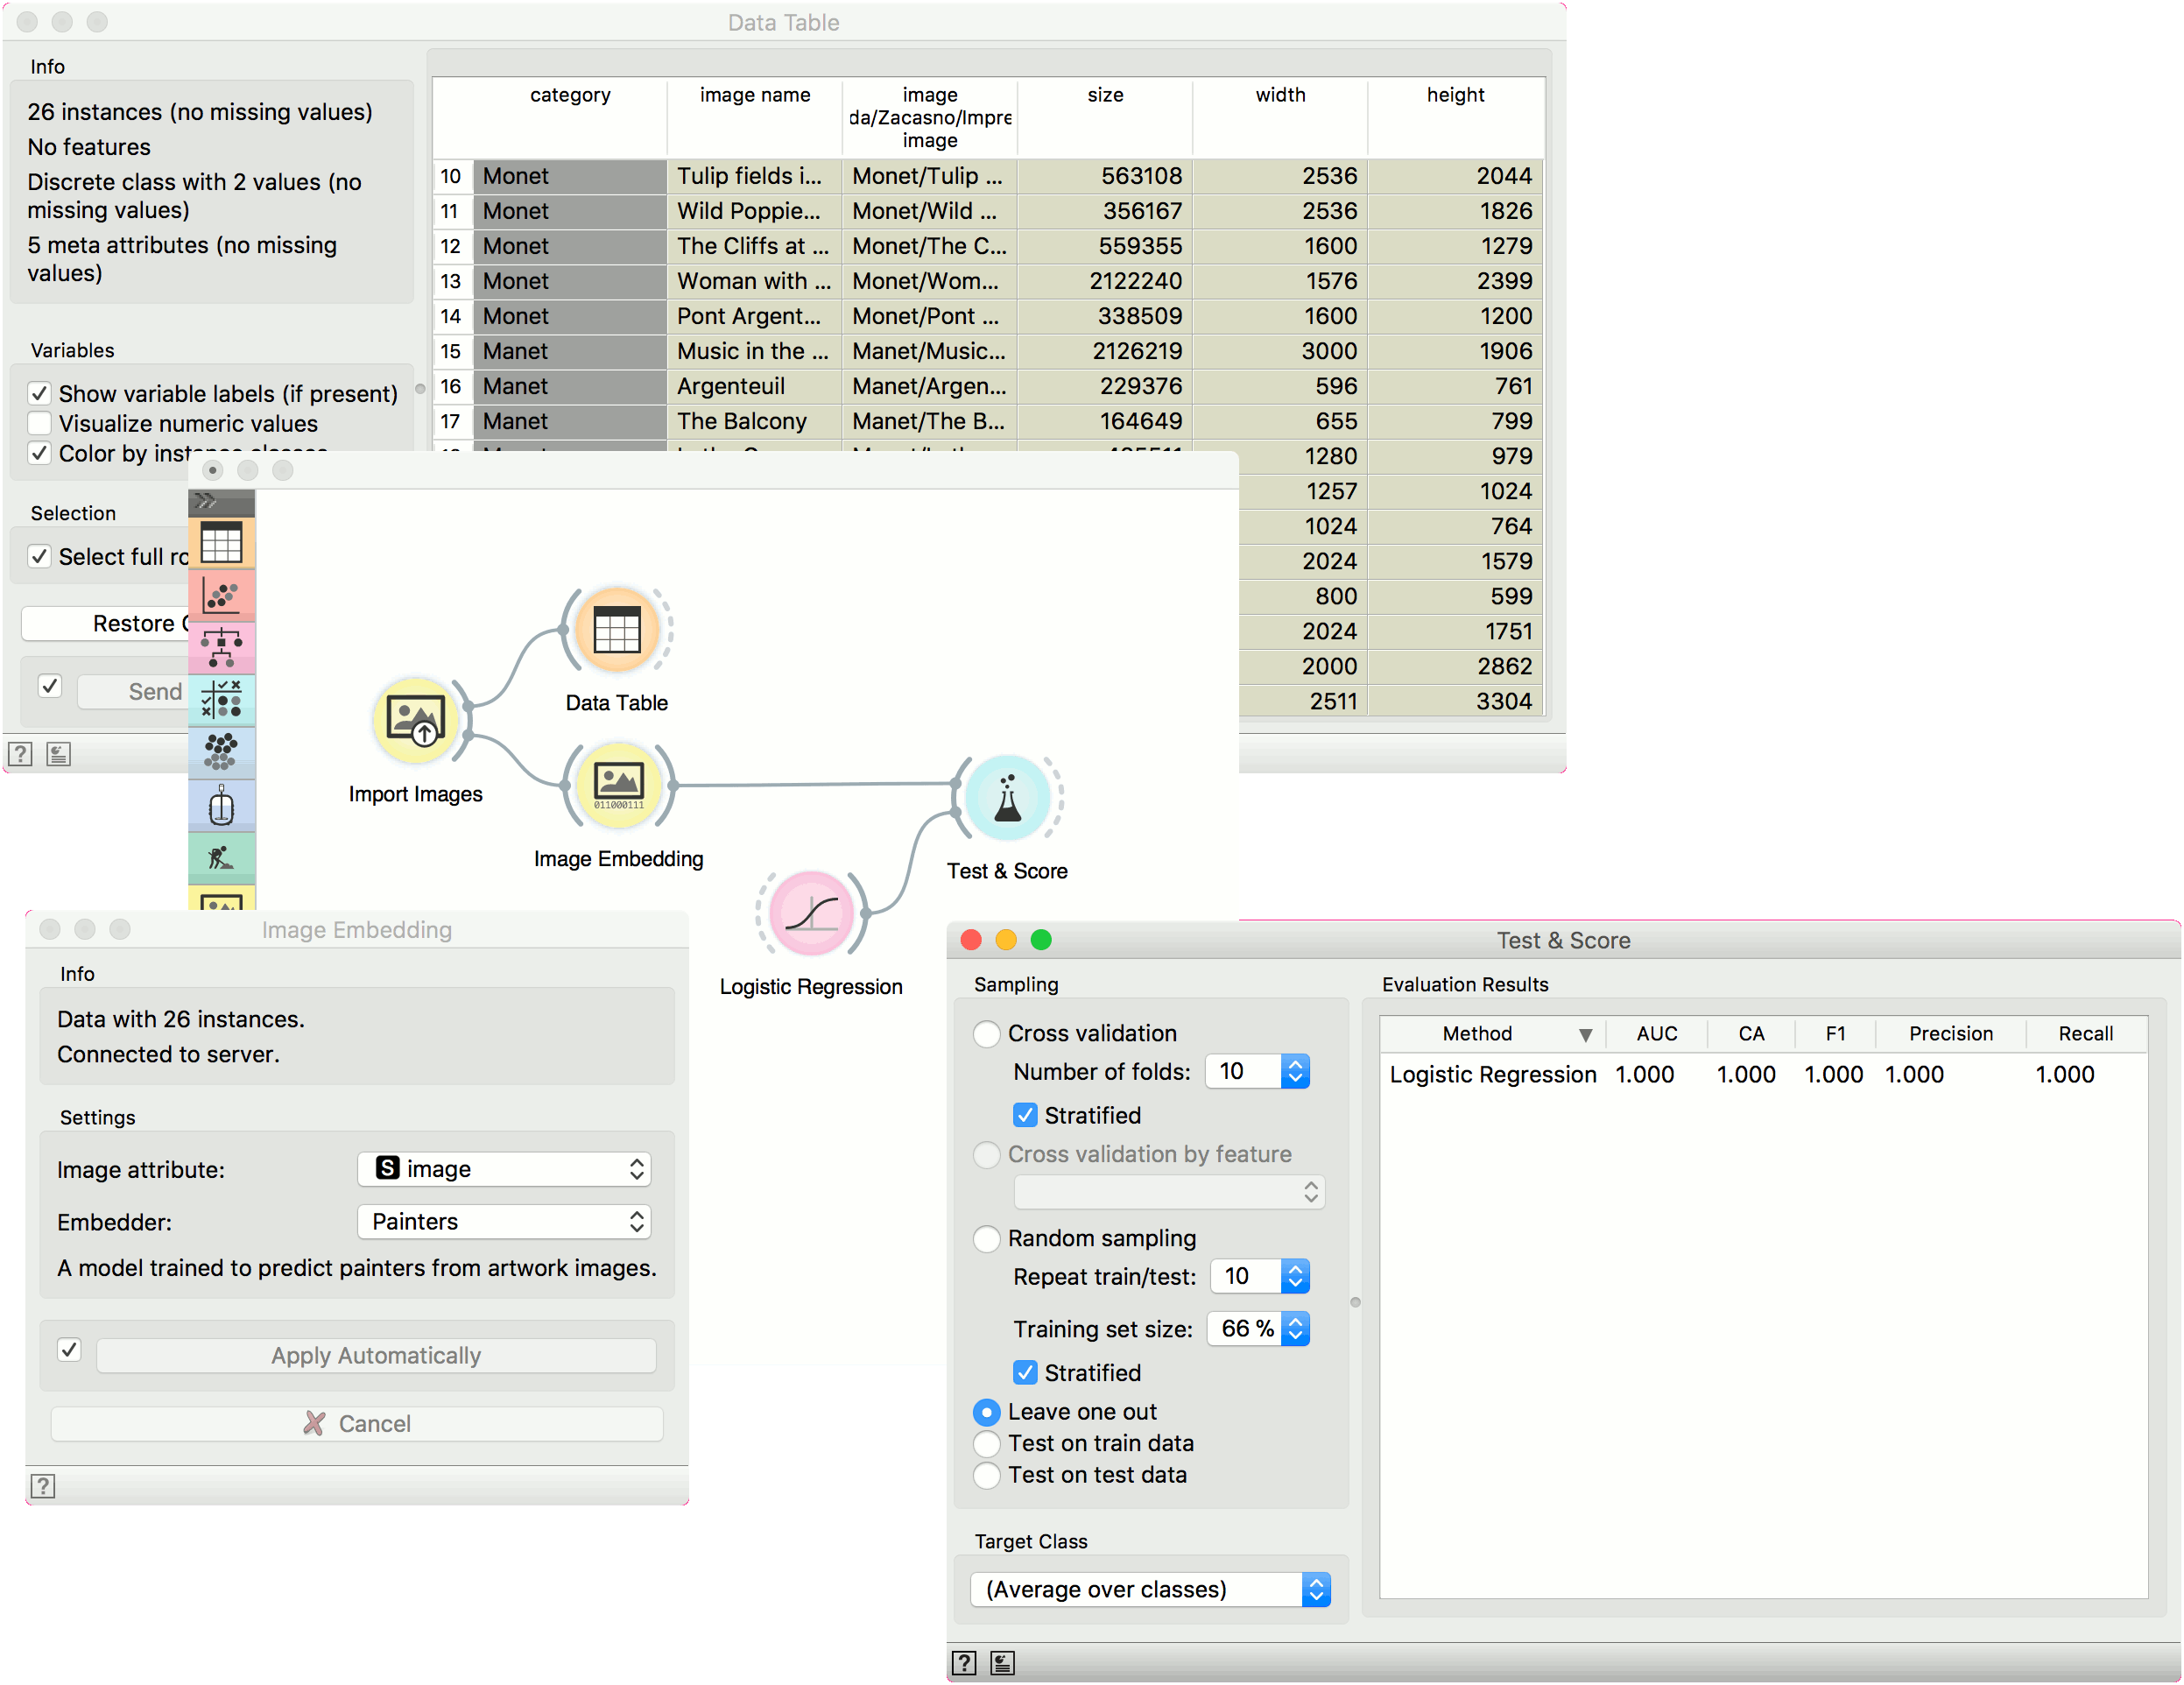 Data Table
Info
26 instances (no missing values)
No features
Discrete class with 2 values (no
missing values)
5 meta attributes (no missing
values)
Variables
Show variable labels (if present)
Visualize numeric values
Color by instance classes
Selection
Select full ro
Restore
Send
category image name image size width height
da/Zacasno/Impre
image
10 Monet Tulip fields i... Monet/Tulip ... 563108 2536 2044
11 Monet Wild Poppie... Monet/Wild ... 356167 2536 1826
12 Monet The Cliffs at ... Monet/The C... 559355 1600 1279
13 Monet Woman with ... Monet/Wom... 2122240 1576 2399
14 Monet Pont Argent... Monet/Pont ... 338509 1600 1200
15 Manet Music in the ... Manet/Music... 2126219 3000 1906
16 Manet Argenteuil Manet/Argen... 229376 596 761
17 Manet The Balcony Manet/The B... 164649 655 799
1280 979
1257 1024
1024 764
2024 1579
800 599
2024 1751
2000 2862
2511 3304
Data Table
Import Images
011000111
Image Embedding
Test & Score
Logistic Regression
Image Embedding
Info
Data with 26 instances.
Connected to server.
Settings
Image attribute: S image
Embedder: Painters
A model trained to predict painters from artwork images.
Apply Automatically
Cancel
?
Test & Score
Sampling
Cross validation
Number of folds: 10
Stratified
Cross validation by feature
Random sampling
Repeat train/test: 10
Training set size: 66 %
Stratified
Leave one out
Test on train data
Test on test data
Target Class
(Average over classes)
Evaluation Results
Method AUC CA F1 Precision Recall
Logistic Regression 1.000 1.000 1.000 1.000 1.000
?
?